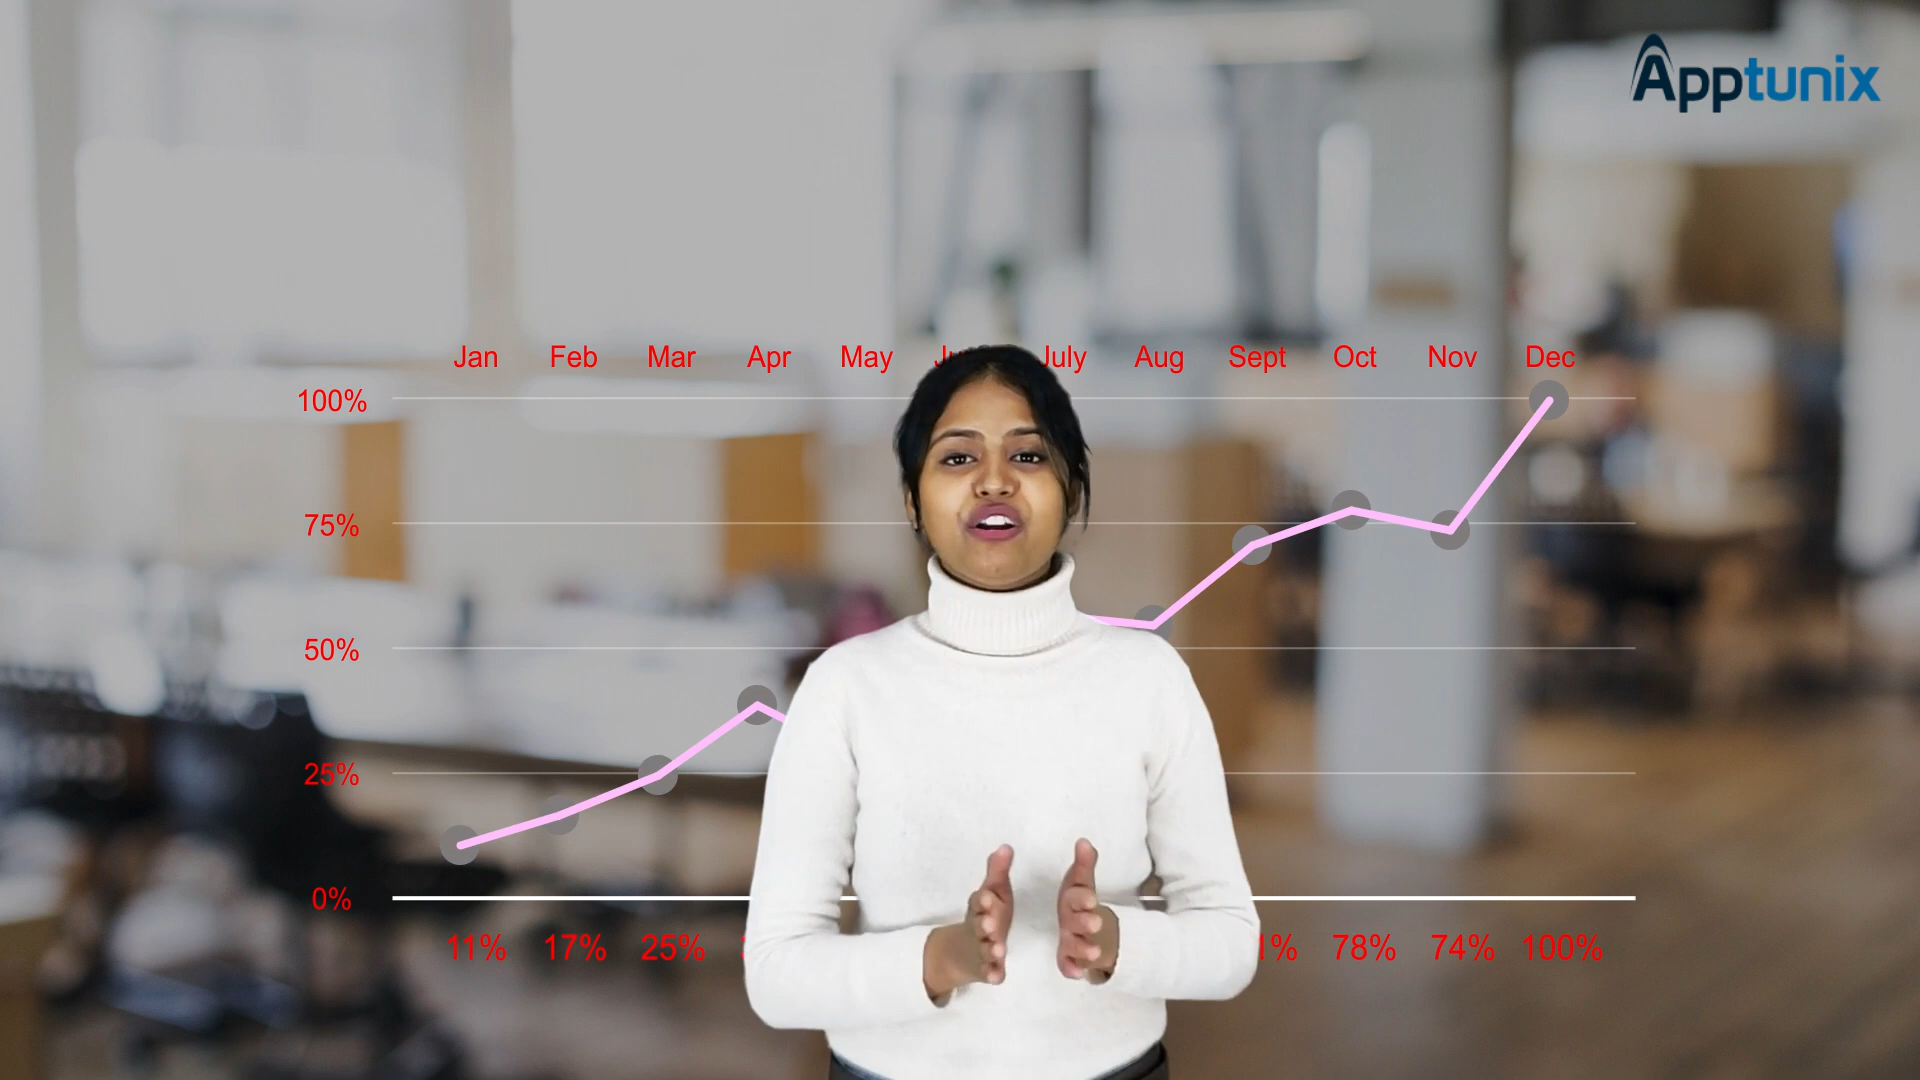 Apptunix
Jan Feb Mar Apr May July Aug Sept Oct Nov Dec
100%
75%
50%
25%
0%
11% 17% 25% 78% 74% 100%